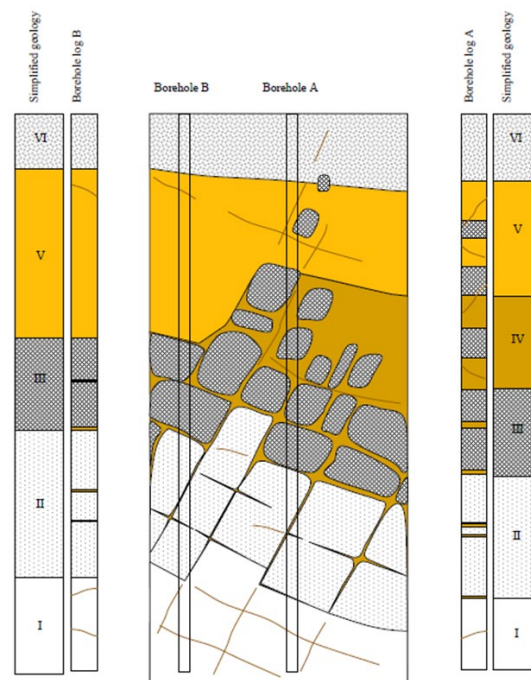 Simplified geology
Borehole log B
VI
V
III
II
I
Borehole B
Borehole A
Borehole log A
Simplified geology
VI
V
IV
III
II
I